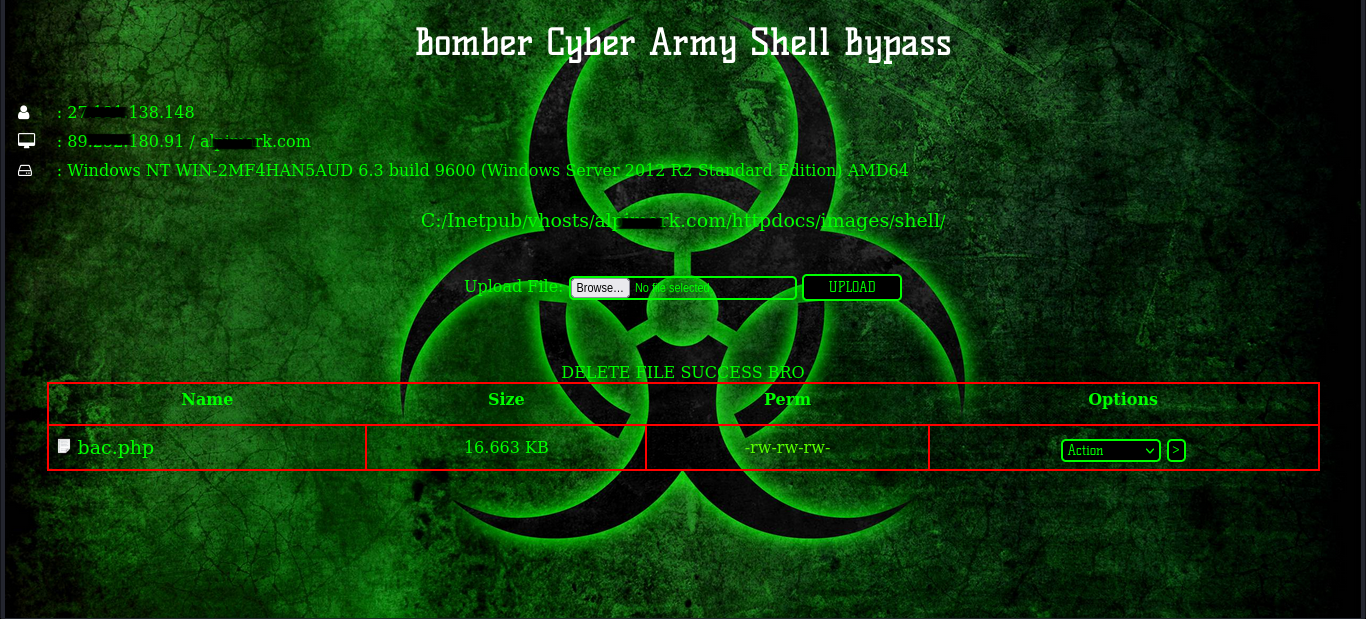 Bomber Cyber Army Shell Bypass
: 27 138.148
: 89. .180.91 / al rk.com
: Windows NT WIN-2MF4HAN5AUD 6.3 build 9600 (Windows Server 2012 R2 Standard Edition) AMD64
C:/Inetpub/vhosts/al rk.com/httpdocs/images/shell/
Upload File: Browse... No file selected. UPLOAD
DELETE FILE SUCCESS BRO
Name Size Perm Options
bac.php 16.663 KB -rw-rw-rw- Action >